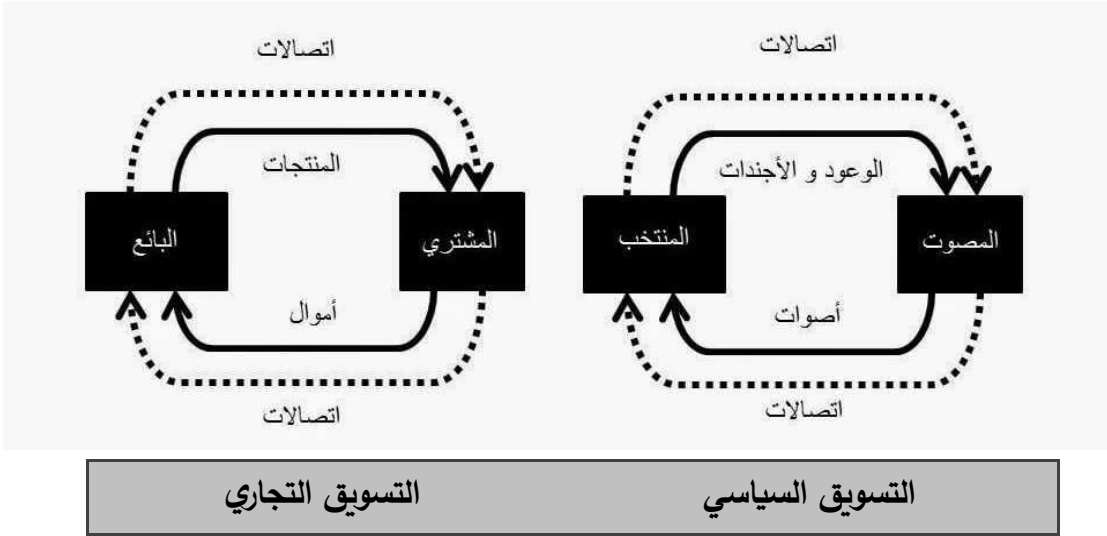 اتصالات
الوعود و الأجندات
المصوت
المنتخب
أصوات
اتصالات
اتصالات
المنتجات
المشتري
البائع
أموال
اتصالات
التسويق السياسي
التسويق التجاري